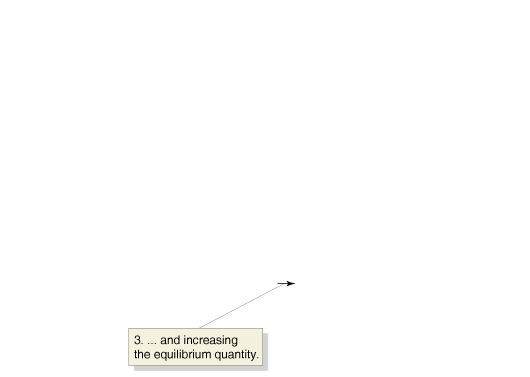 3. ... and increasing
the equilibrium quantity.